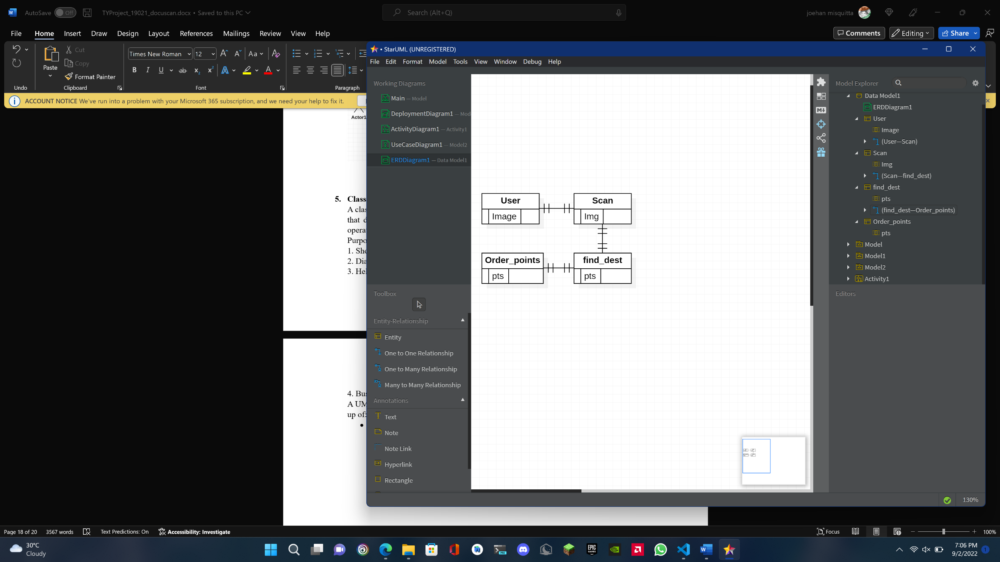 AutoSave Off TYProject_19021_docuscan.docx • Saved to this PC
Search (Alt+Q)
joehan misquitta
File Home Insert Draw Design Layout References Mailings Review View Help
Comments Editing Share
Cut
Copy
Paste
Format Painter
Times New Roman 12
Undo Clipboard Font Paragraph
ACCOUNT NOTICE We've run into a problem with your Microsoft 365 subscription, and we need your help to fix it.
Actor1
5. Class
A clas
that
opera
Purpo
1. Sho
2. Dia
3. Hel
4. Bus
A UM
up of:
• StarUML (UNREGISTERED)
File Edit Format Model Tools View Window Debug Help
Working Diagrams
Main — Model
DeploymentDiagram1 — Mod
ActivityDiagram1 — Activity1
UseCaseDiagram1 — Model2
ERDDiagram1 — Data Model1
Toolbox
Entity-Relationship
Entity
One to One Relationship
One to Many Relationship
Many to Many Relationship
Annotations
Text
Note
Note Link
Hyperlink
Rectangle
User
Image
Scan
Img
Order_points
pts
find_dest
pts
Model Explorer
Data Model1
ERDDiagram1
User
Image
(User—Scan)
Scan
Img
(Scan—find_dest)
find_dest
pts
(find_dest—Order_points)
Order_points
pts
Model
Model1
Model2
Activity1
Editors
130%
Page 18 of 20 3567 words Text Predictions: On Accessibility: Investigate
Focus 100%
30°C
Cloudy
PRE
EPIC GAMES
7:06 PM
9/2/2022
1